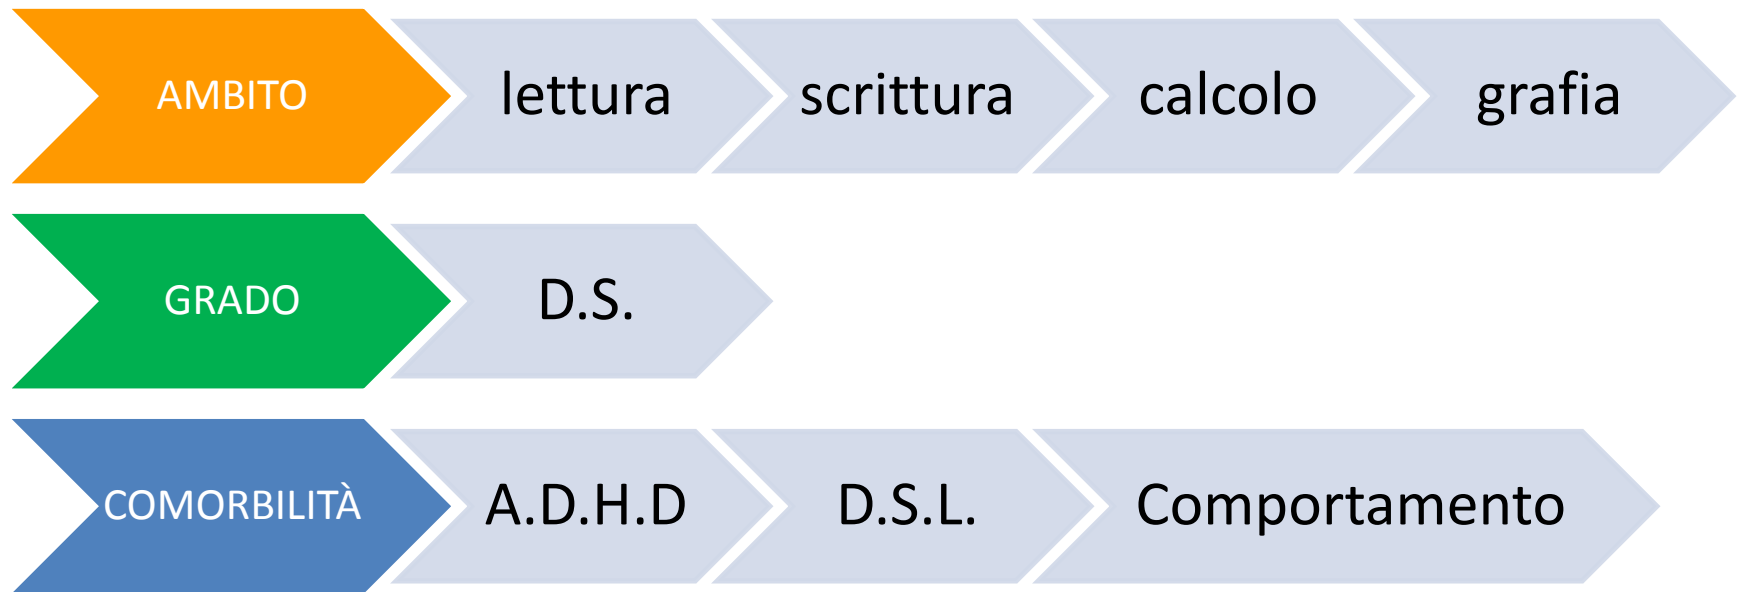 AMBITO lettura scrittura calcolo grafia
GRADO D.S.
COMORBILITÀ A.D.H.D D.S.L. Comportamento